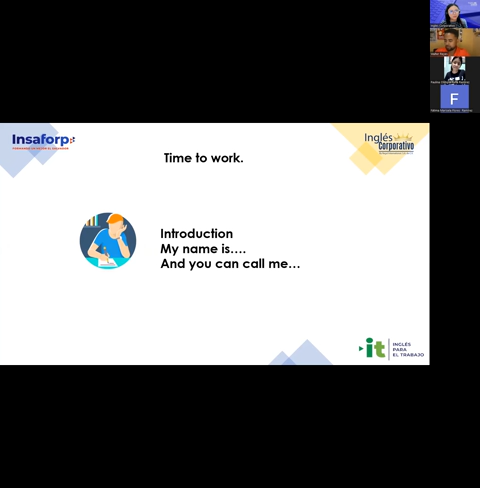 Insaforp
Inglés
Corporativo
Time to work.
Introduction
My name is....
And you can call me...
it
INGLÉS
PARA
EL TRABAJO
F